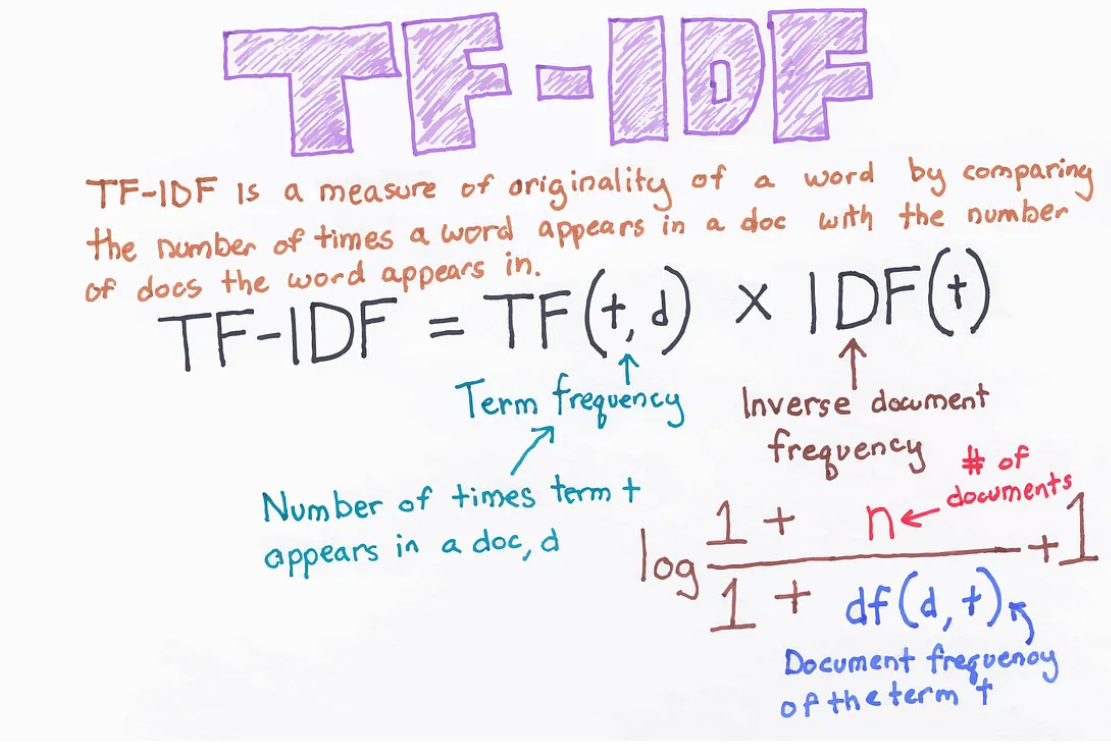 TF-IDF
TF-IDF is a measure of originality of a word by comparing
the number of times a word appears in a doc with the number
of docs the word appears in.
TF-IDF = TF(t, d) x IDF(t)
Term frequency
Inverse document
frequency
Number of times term t
appears in a doc, d
# of
documents
log (1 + n) / (1 + df(d, t)) + 1
Document frequency
of the term t